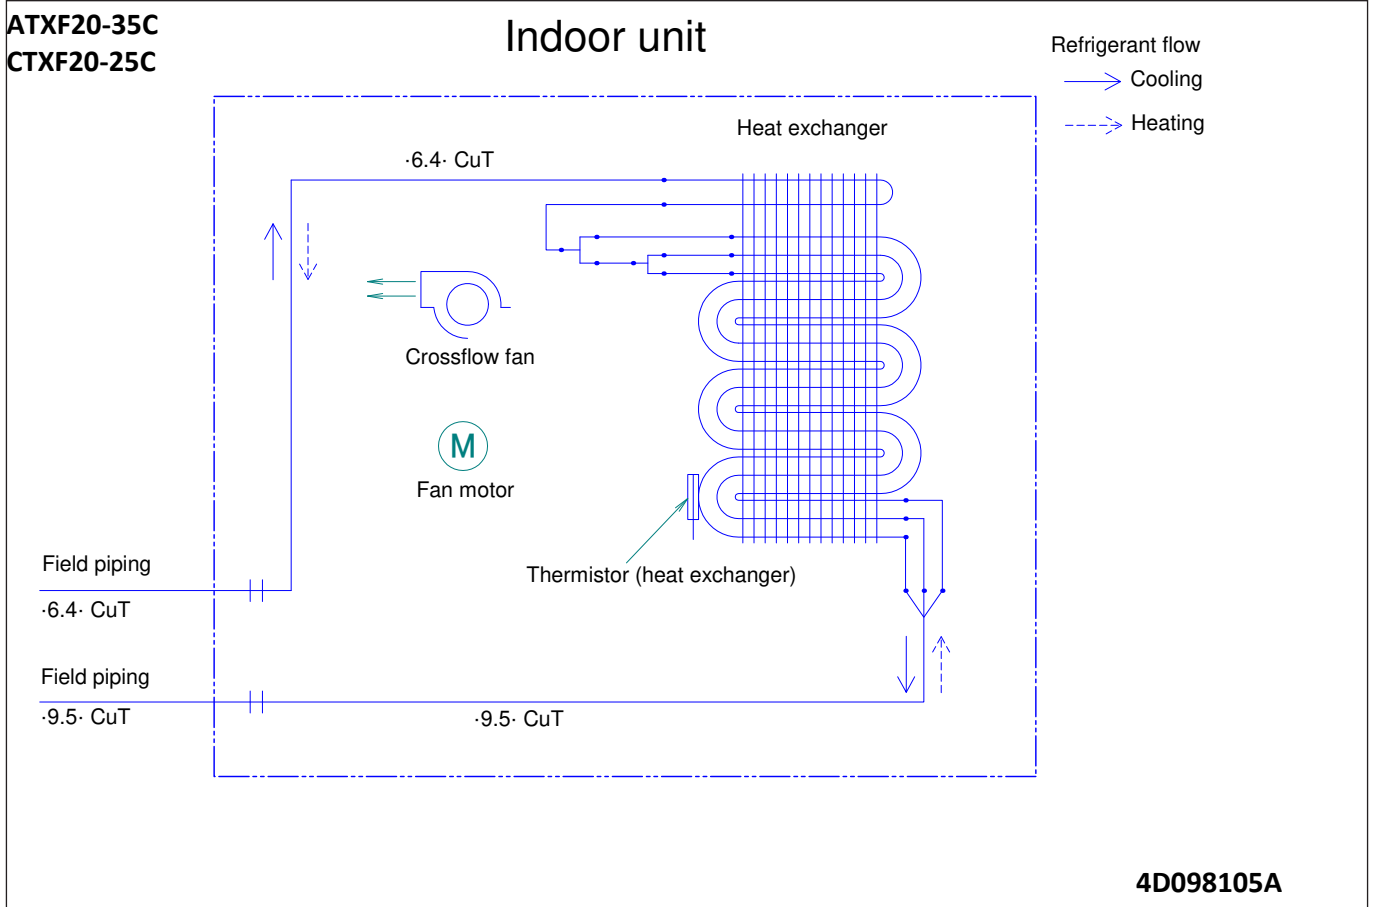 ATXF20-35C
CTXF20-25C
Indoor unit
Refrigerant flow
Cooling
Heating
Heat exchanger
·6.4· CuT
Crossflow fan
M
Fan motor
Thermistor (heat exchanger)
Field piping
·6.4· CuT
Field piping
·9.5· CuT
·9.5· CuT
4D098105A